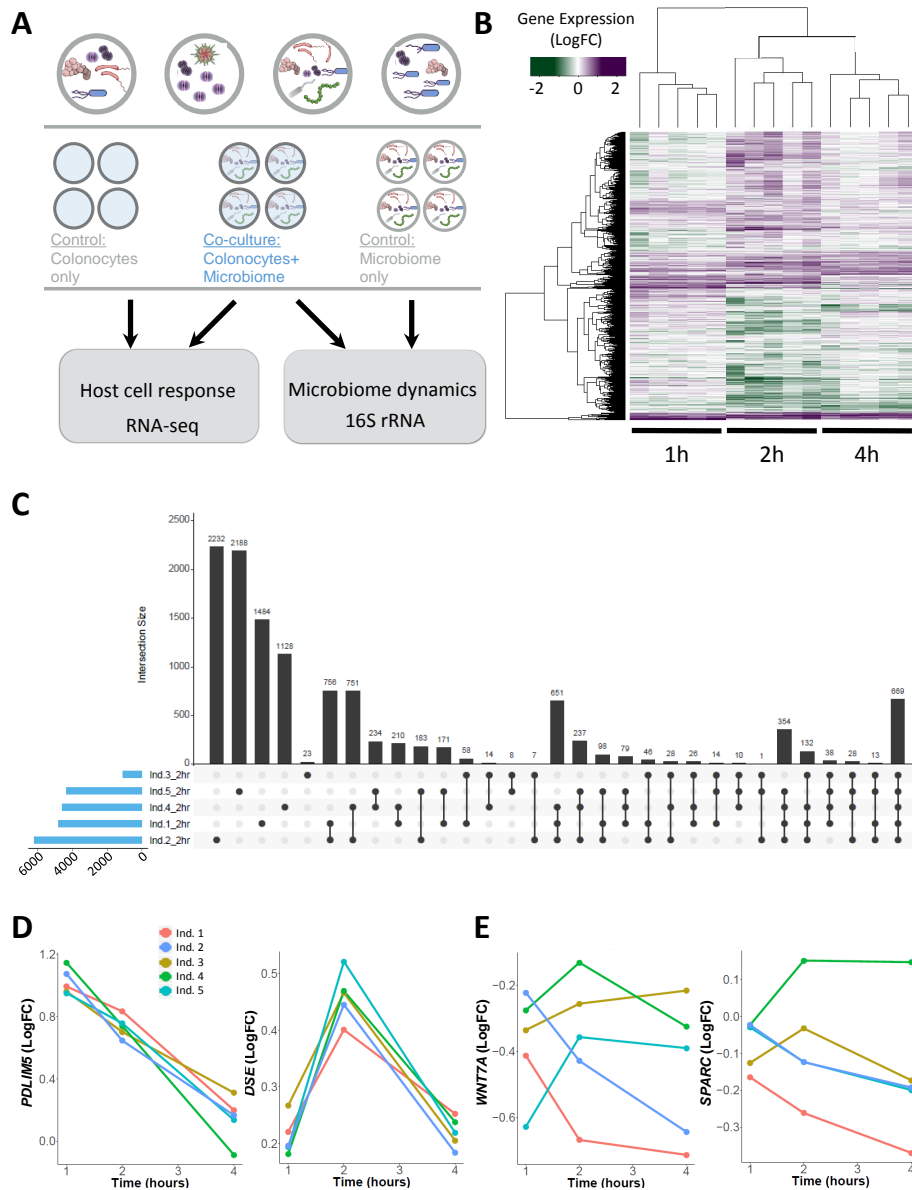 A
Control:
Colonocytes
only
Co-culture:
Colonocytes+
Microbiome
Control:
Microbiome
only
Host cell response
RNA-seq
Microbiome dynamics
16S rRNA
B
Gene Expression
(LogFC)
-2 0 2
1h 2h 4h
C
Intersection Size
2500
2000
1500
1000
500
0
2232 2188 1484 1128 23 756 751 234 210 183 171 58 14 8 7 651 237 98 79 46 28 26 14 10 1 354 132 38 28 13 669
Ind.3_2hr
Ind.5_2hr
Ind.4_2hr
Ind.1_2hr
Ind.2_2hr
6000 4000 2000 0
D
Ind. 1
Ind. 2
Ind. 3
Ind. 4
Ind. 5
PDLIM5 (LogFC)
1.2
0.8
0.4
0.0
1 2 3 4
Time (hours)
DSE (LogFC)
0.5
0.4
0.3
0.2
1 2 3 4
Time (hours)
E
WNT7A (LogFC)
−0.2
−0.4
−0.6
1 2 3 4
Time (hours)
SPARC (LogFC)
0.1
0.0
−0.1
−0.2
−0.3
1 2 3 4
Time (hours)